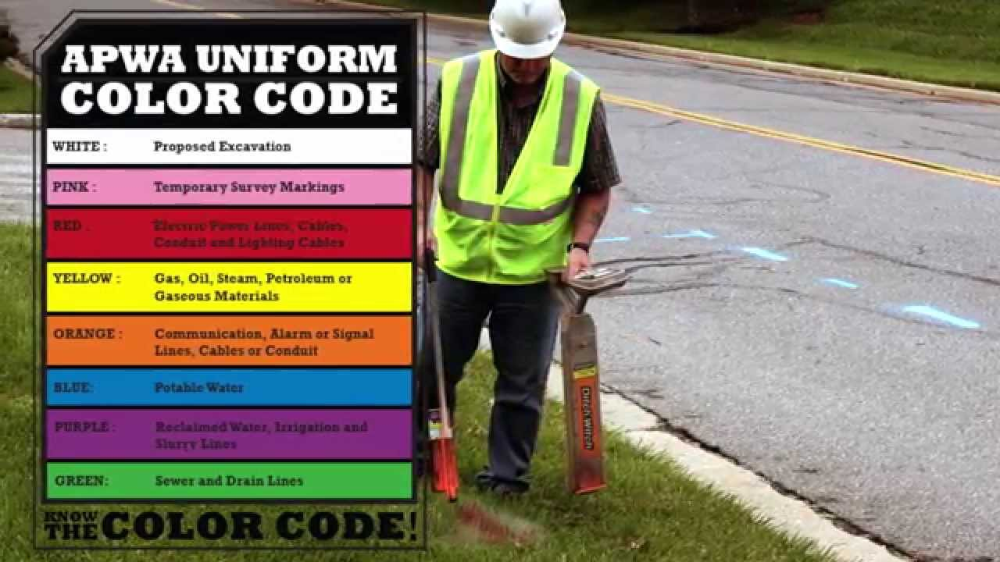 APWA UNIFORM
COLOR CODE
WHITE : Proposed Excavation
PINK : Temporary Survey Markings
RED : Electric Power Lines, Cables,
Conduit and Lighting Cables
YELLOW : Gas, Oil, Steam, Petroleum or
Gaseous Materials
ORANGE : Communication, Alarm or Signal
Lines, Cables or Conduit
BLUE: Potable Water
PURPLE : Reclaimed Water, Irrigation and
Slurry Lines
GREEN: Sewer and Drain Lines
KNOW
THE COLOR CODE!
Ditch Witch